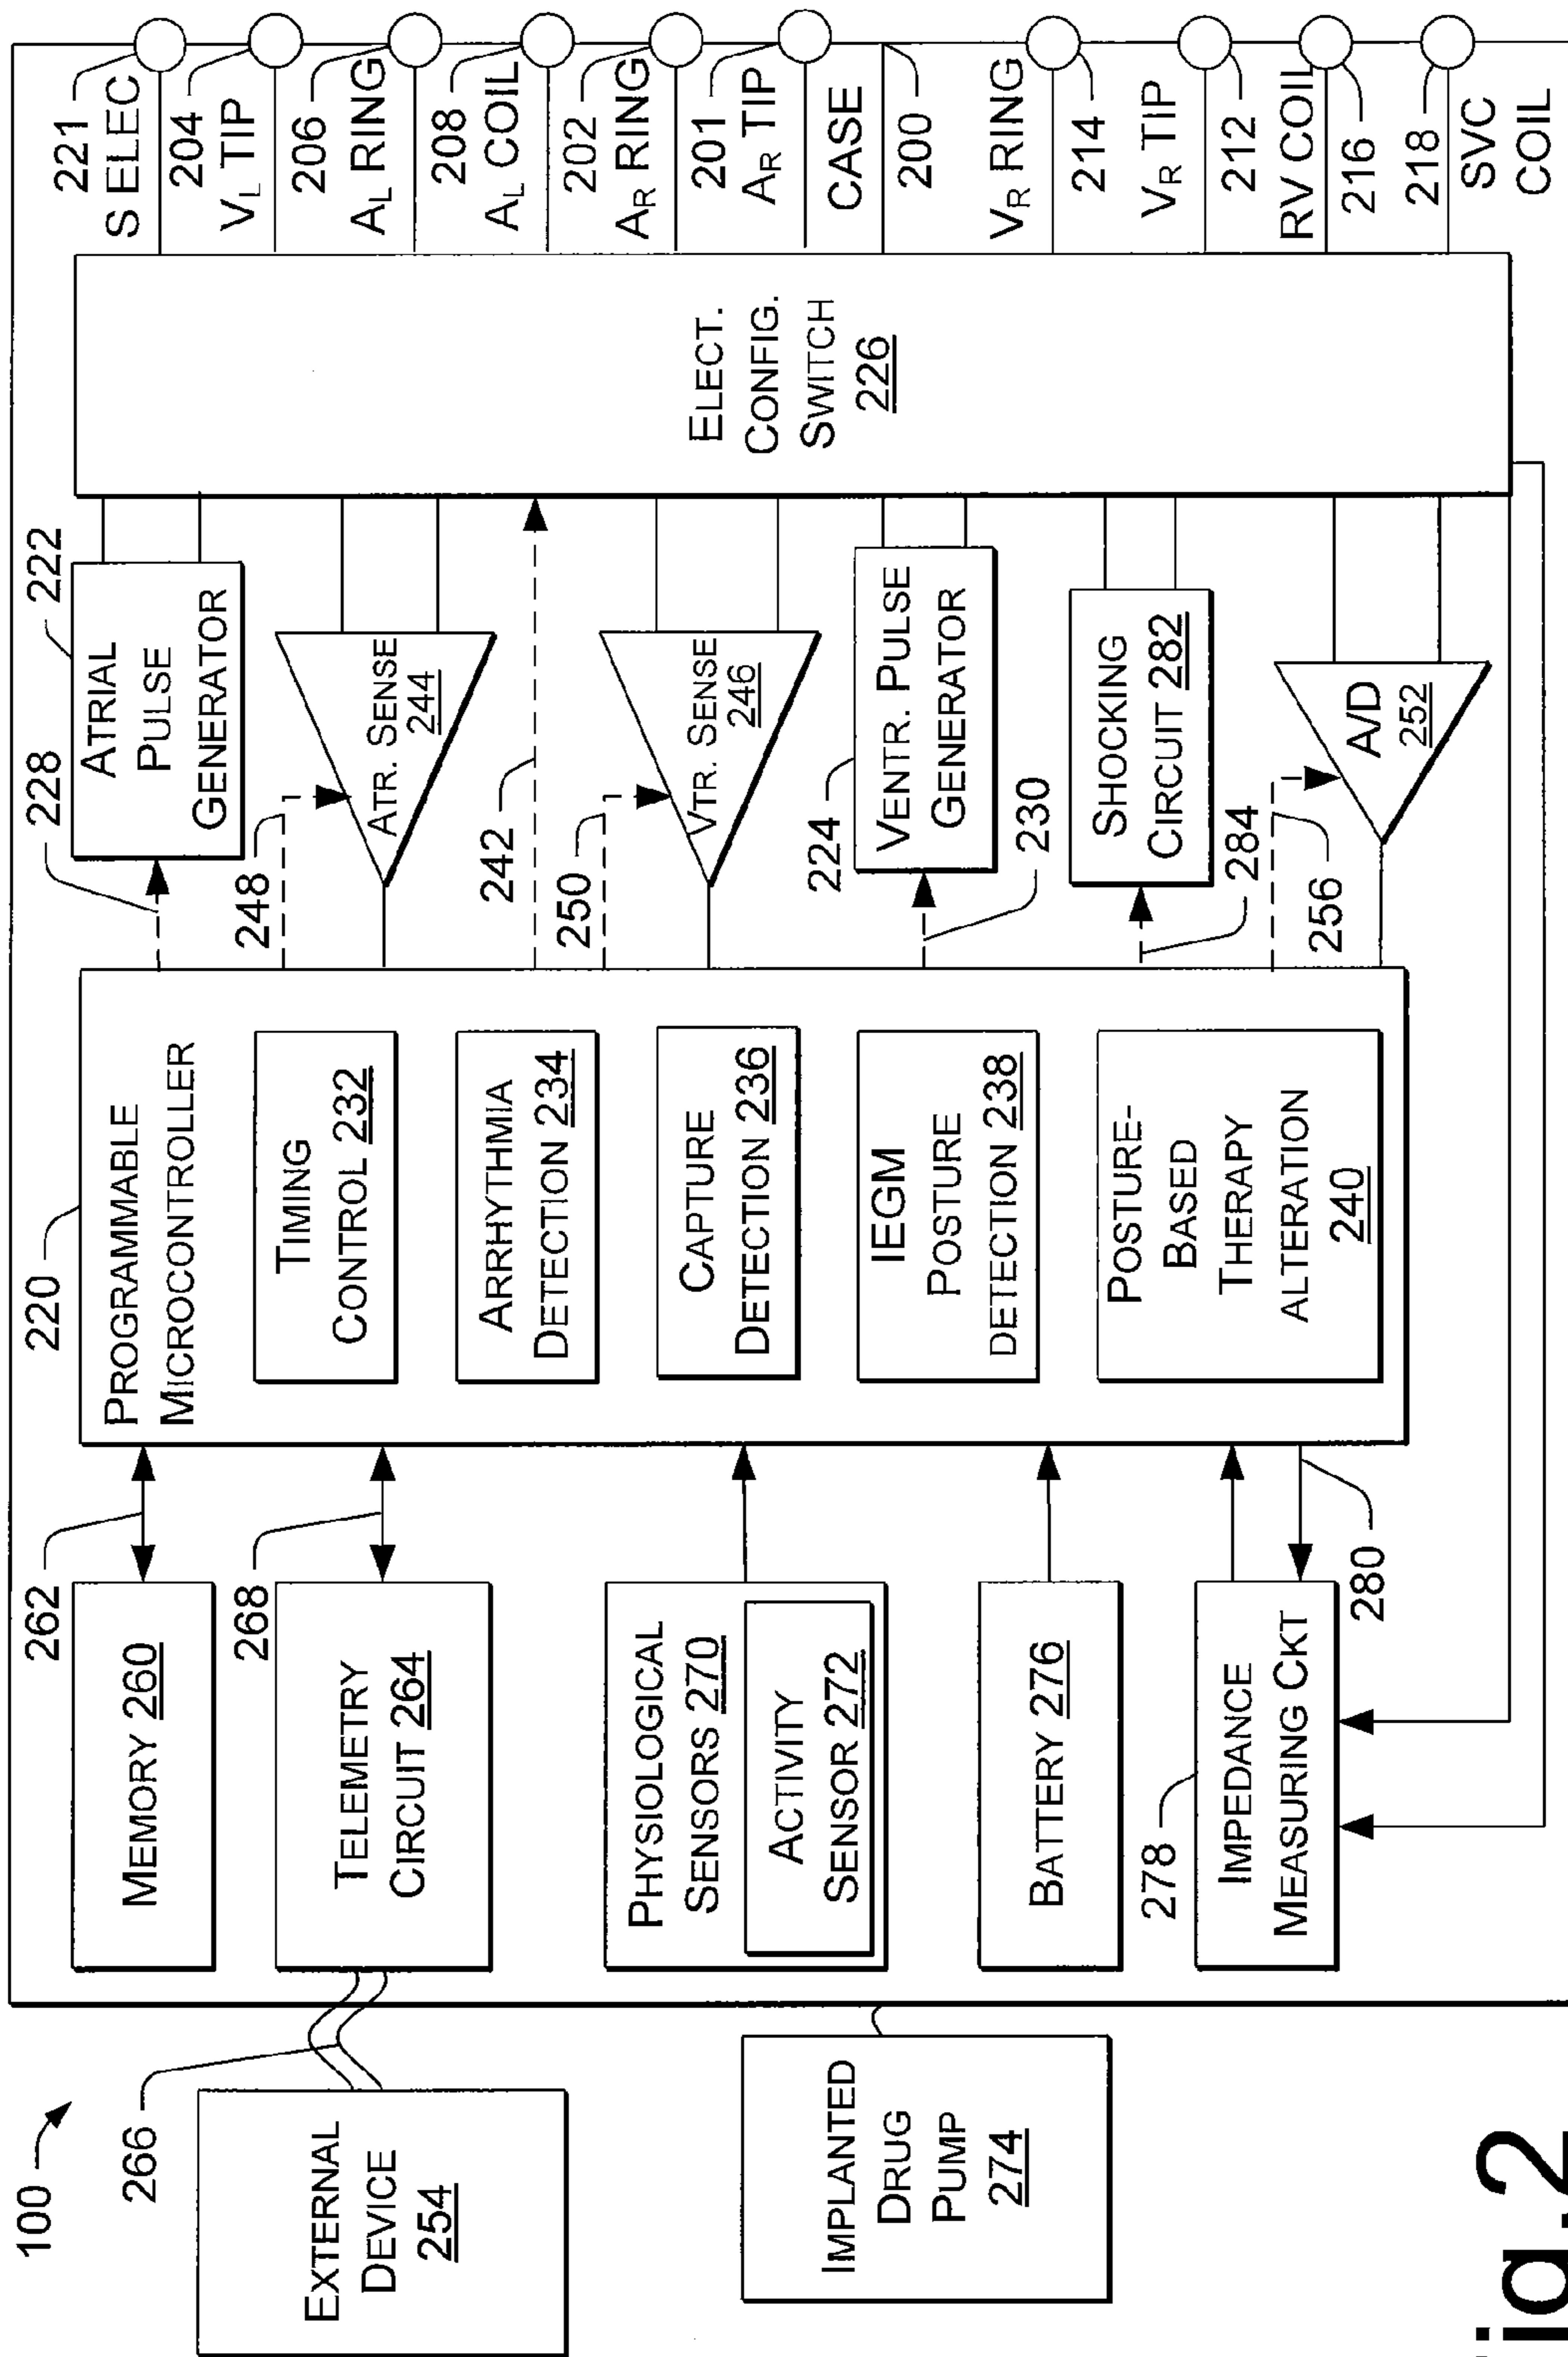 100
EXTERNAL
DEVICE
254
266
IMPLANTED
DRUG
PUMP
274
262
MEMORY 260
268
TELEMETRY
CIRCUIT 264
PHYSIOLOGICAL
SENSORS 270
ACTIVITY
SENSOR 272
BATTERY 276
278
IMPEDANCE
MEASURING CKT
280
220
PROGRAMMABLE
MICROCONTROLLER
TIMING
CONTROL 232
ARRHYTHMIA
DETECTION 234
CAPTURE
DETECTION 236
IEGM
POSTURE
DETECTION 238
POSTURE-
BASED
THERAPY
ALTERATION
240
228
222
ATRIAL
PULSE
GENERATOR
248
ATR. SENSE
244
242
250
VTR. SENSE
246
224
VENTR. PULSE
GENERATOR
230
SHOCKING
CIRCUIT 282
284
256
A/D
252
ELECT.
CONFIG.
SWITCH
226
221
S ELEC
204
VL TIP
206
AL RING
208
AL COIL
202
AR RING
201
AR TIP
CASE
200
VR RING
214
VR TIP
212
RV COIL
216
218
SVC
COIL
ig.2